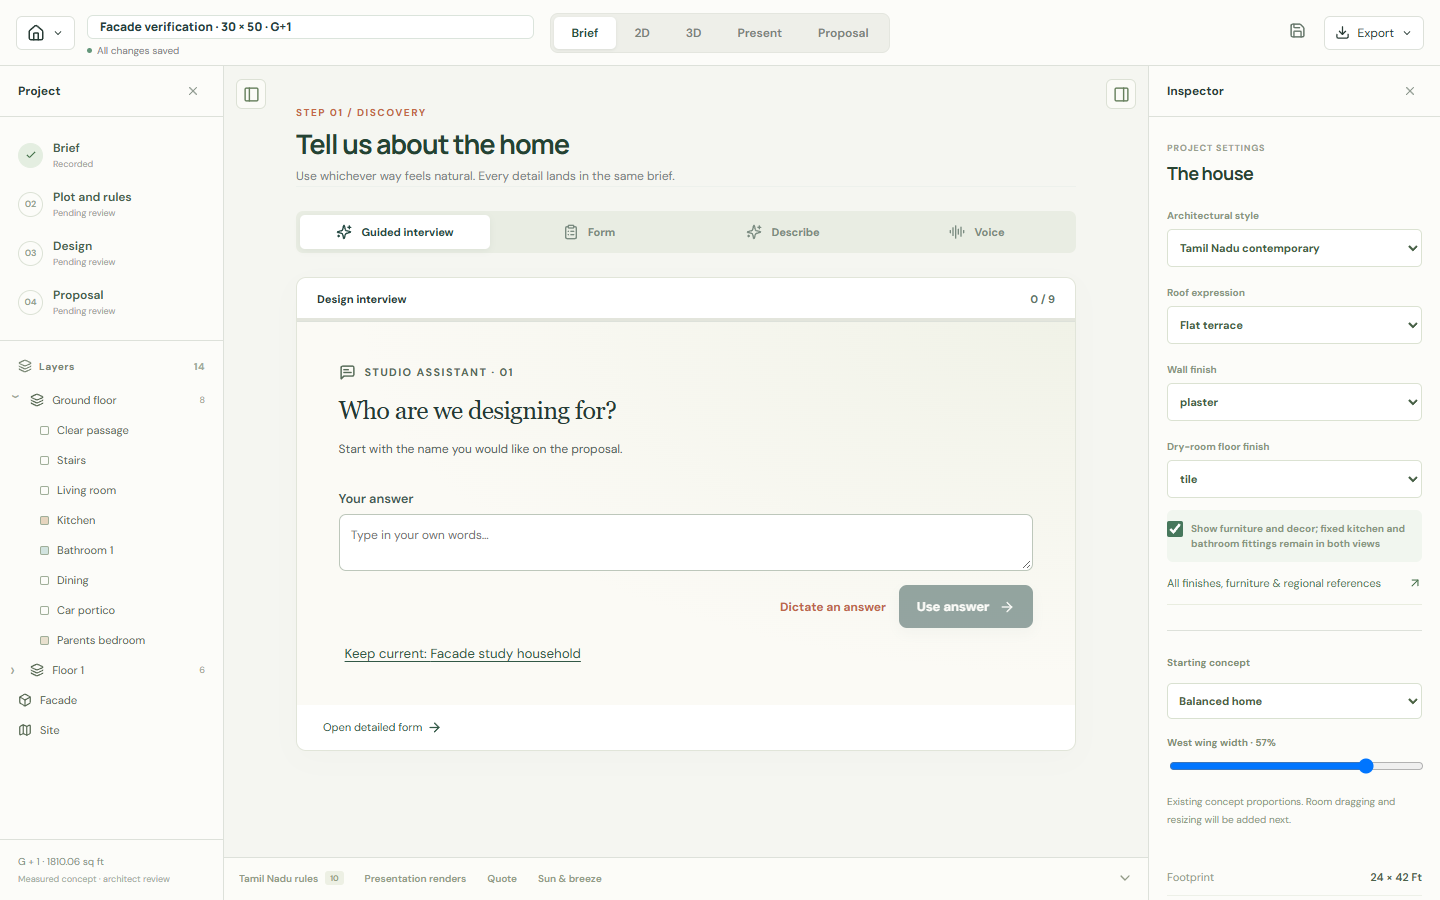 Facade verification · 30 × 50 · G+1
All changes saved
Brief
2D
3D
Present
Proposal
Export
Project
Brief
Recorded
02
Plot and rules
Pending review
03
Design
Pending review
04
Proposal
Pending review
Layers
14
Ground floor
8
Clear passage
Stairs
Living room
Kitchen
Bathroom 1
Dining
Car portico
Parents bedroom
Floor 1
6
Facade
Site
G + 1 · 1810.06 sq ft
Measured concept · architect review
STEP 01 / DISCOVERY
Tell us about the home
Use whichever way feels natural. Every detail lands in the same brief.
Guided interview
Form
Describe
Voice
Design interview
0 / 9
STUDIO ASSISTANT · 01
Who are we designing for?
Start with the name you would like on the proposal.
Your answer
Type in your own words...
Dictate an answer
Use answer
Keep current: Facade study household
Open detailed form
Tamil Nadu rules
10
Presentation renders
Quote
Sun & breeze
Inspector
PROJECT SETTINGS
The house
Architectural style
Tamil Nadu contemporary
Roof expression
Flat terrace
Wall finish
plaster
Dry-room floor finish
tile
Show furniture and decor; fixed kitchen and
bathroom fittings remain in both views
All finishes, furniture & regional references
Starting concept
Balanced home
West wing width · 57%
Existing concept proportions. Room dragging and
resizing will be added next.
Footprint
24 × 42 Ft